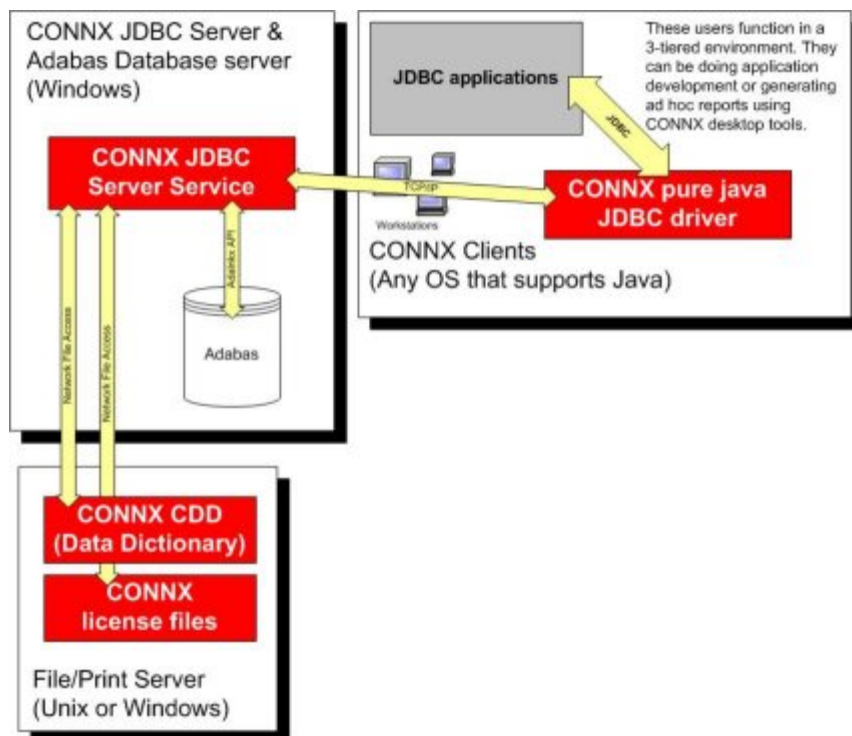 CONNX JDBC Server &
Adabas Database server
(Windows)
CONNX JDBC
Server Service
Adalnkx API
Adabas
Network File Access
Network File Access
JDBC applications
These users function in a
3-tiered environment. They
can be doing application
development or generating
ad hoc reports using
CONNX desktop tools.
JDBC
TCP/IP
Workstations
CONNX pure java
JDBC driver
CONNX Clients
(Any OS that supports Java)
CONNX CDD
(Data Dictionary)
CONNX
license files
File/Print Server
(Unix or Windows)